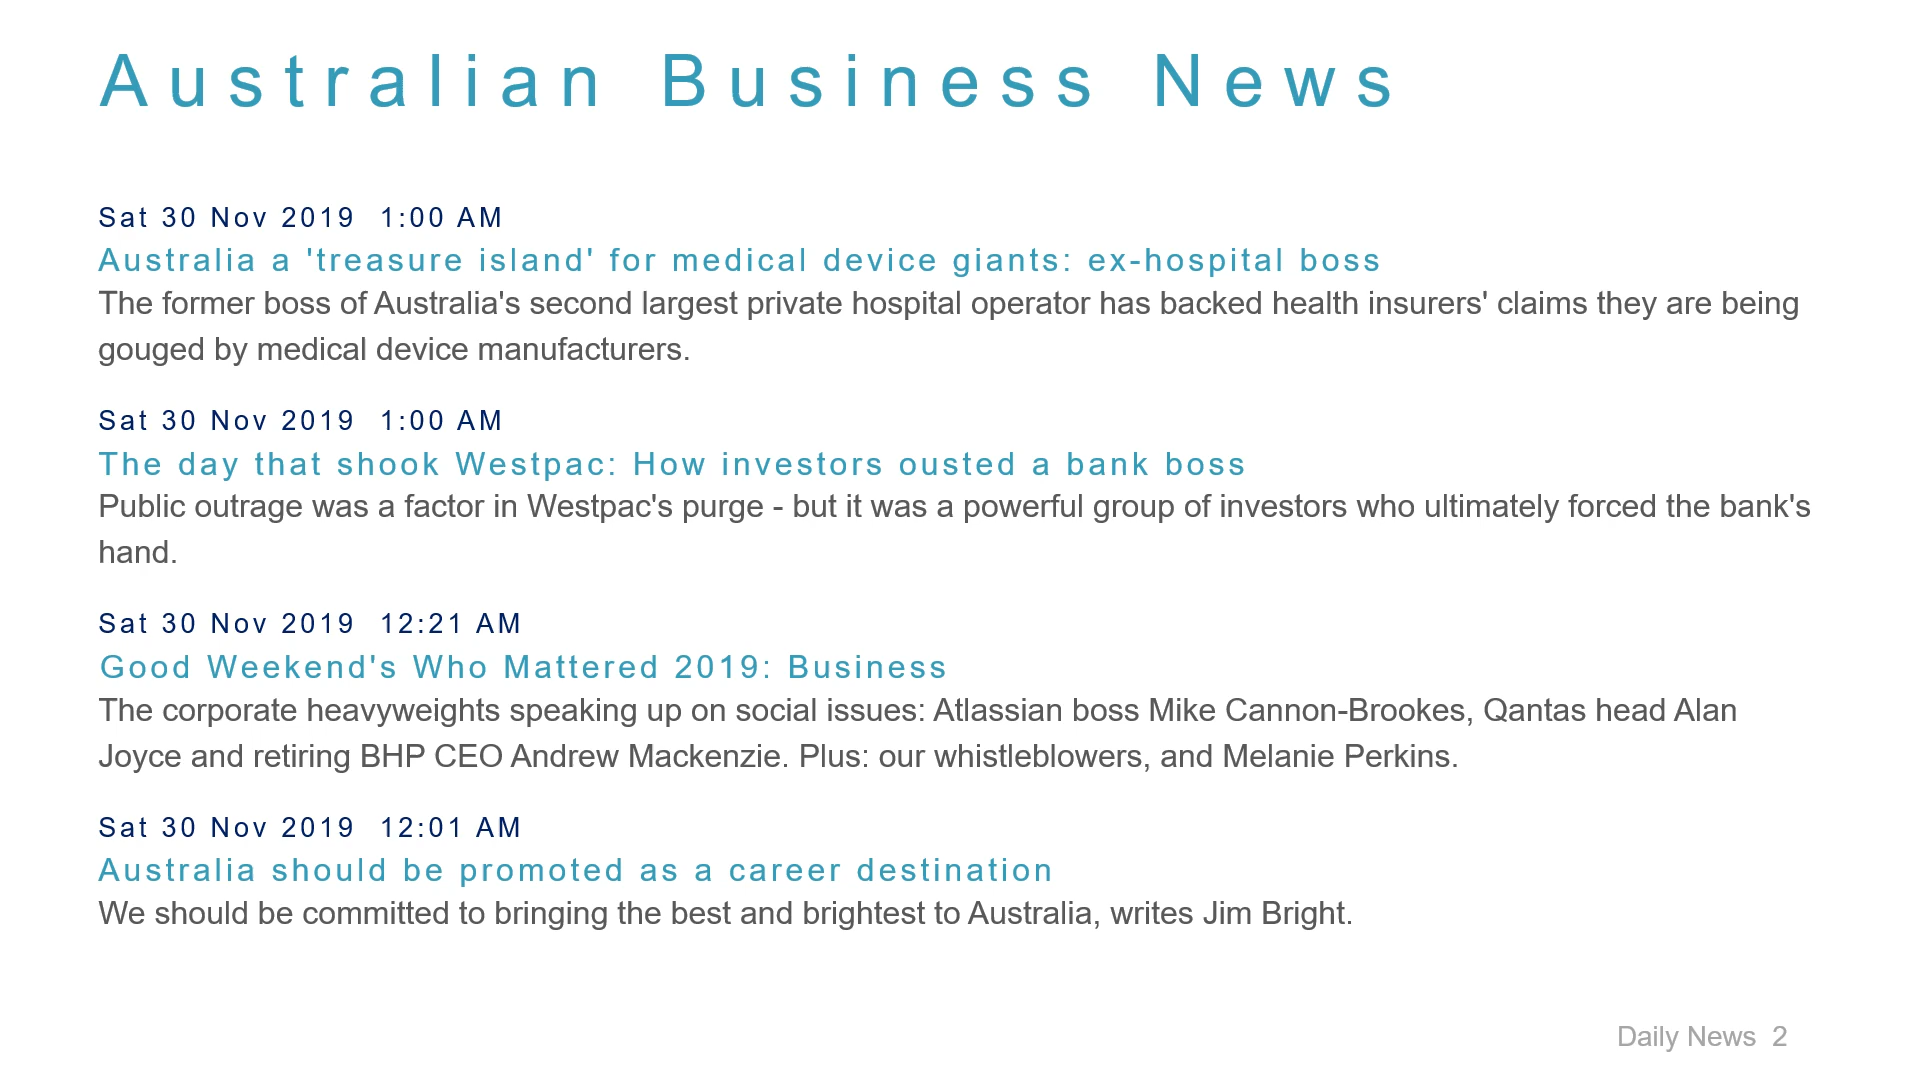 Australian Business News
Sat 30 Nov 2019  1:00 AM
Australia a 'treasure island' for medical device giants: ex-hospital boss
The former boss of Australia's second largest private hospital operator has backed health insurers' claims they are being
gouged by medical device manufacturers.
Sat 30 Nov 2019  1:00 AM
The day that shook Westpac: How investors ousted a bank boss
Public outrage was a factor in Westpac's purge - but it was a powerful group of investors who ultimately forced the bank's
hand.
Sat 30 Nov 2019  12:21 AM
Good Weekend's Who Mattered 2019: Business
The corporate heavyweights speaking up on social issues: Atlassian boss Mike Cannon-Brookes, Qantas head Alan
Joyce and retiring BHP CEO Andrew Mackenzie. Plus: our whistleblowers, and Melanie Perkins.
Sat 30 Nov 2019  12:01 AM
Australia should be promoted as a career destination
We should be committed to bringing the best and brightest to Australia, writes Jim Bright.
Daily News  2